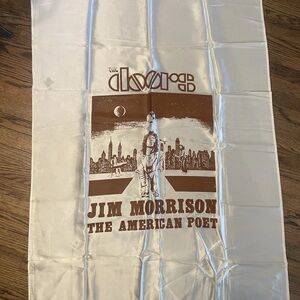 THE
doors
JIM MORRISON
THE AMERICAN POET